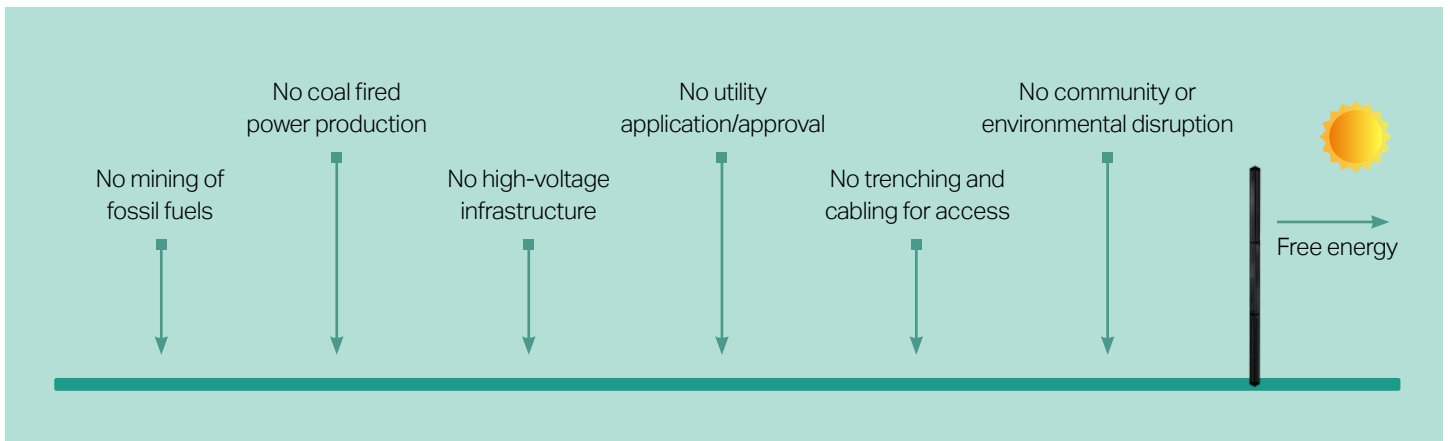 No mining of
fossil fuels
No coal fired
power production
No high-voltage
infrastructure
No utility
application/approval
No trenching and
cabling for access
No community or
environmental disruption
Free energy